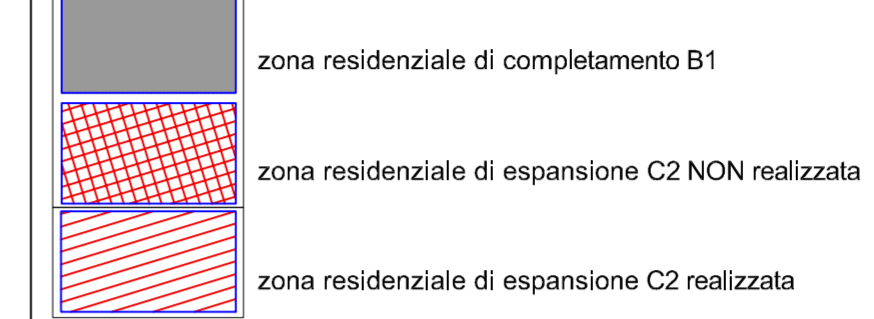 zona residenziale di completamento B1
zona residenziale di espansione C2 NON realizzata
zona residenziale di espansione C2 realizzata